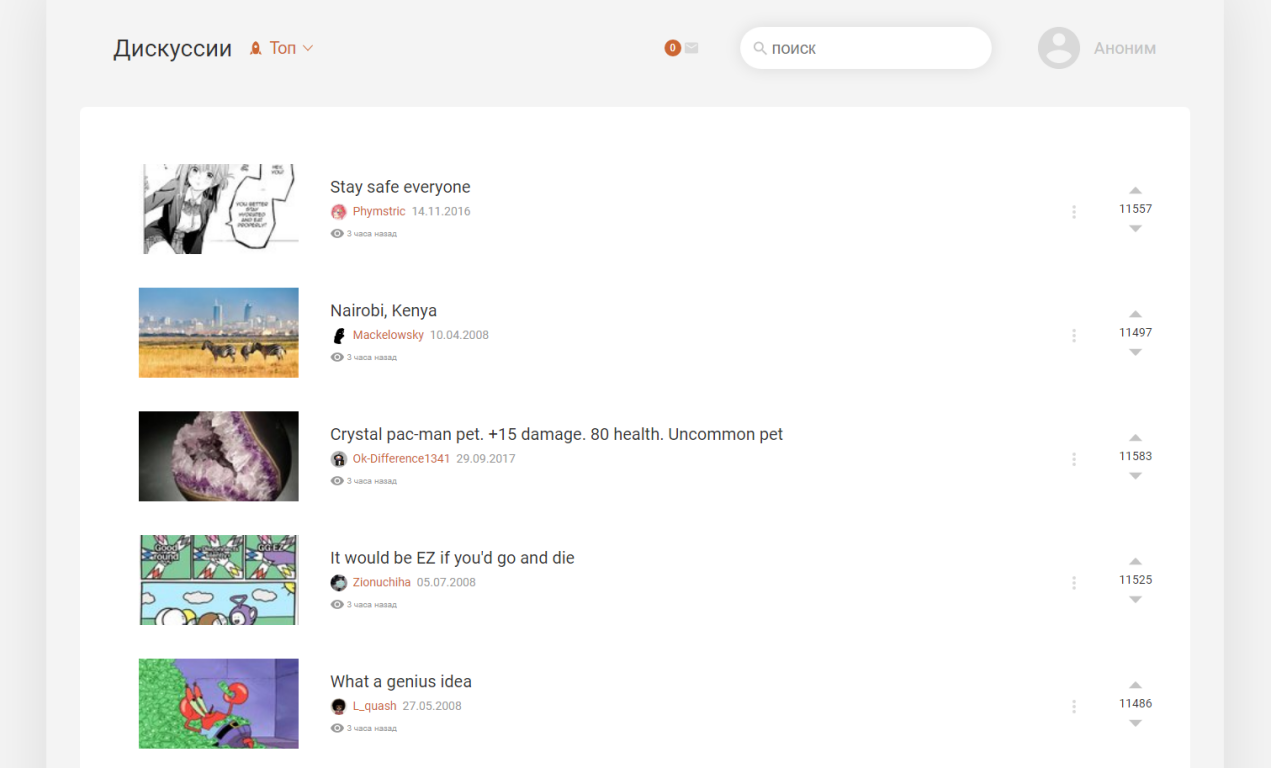 Дискуссии Топ 0 поиск Аноним
HEY, YOU!
YOU BETTER
STAY
HYDRATED
AND EAT
PROPERLY!!
Stay safe everyone
Phymstric 14.11.2016
3 часа назад
11557
Nairobi, Kenya
Mackelowsky 10.04.2008
3 часа назад
11497
Crystal pac-man pet. +15 damage. 80 health. Uncommon pet
Ok-Difference1341 29.09.2017
3 часа назад
11583
Good
round
GG EZ
It would be EZ if you'd go and die
Zionuchiha 05.07.2008
3 часа назад
11525
What a genius idea
L_quash 27.05.2008
3 часа назад
11486